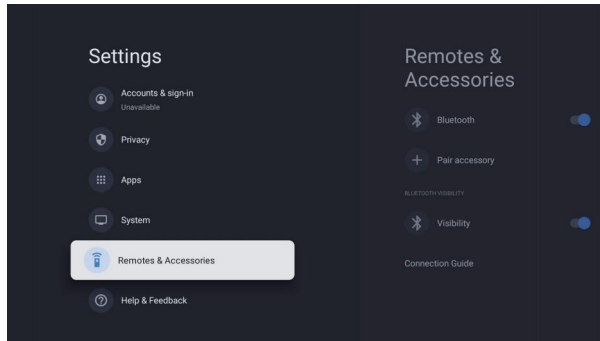 Settings
Accounts & sign-in
Unavailable
Privacy
Apps
System
Remotes & Accessories
Help & Feedback
Remotes &
Accessories
Bluetooth
Pair accessory
BLUETOOTH VISIBILITY
Visibility
Connection Guide